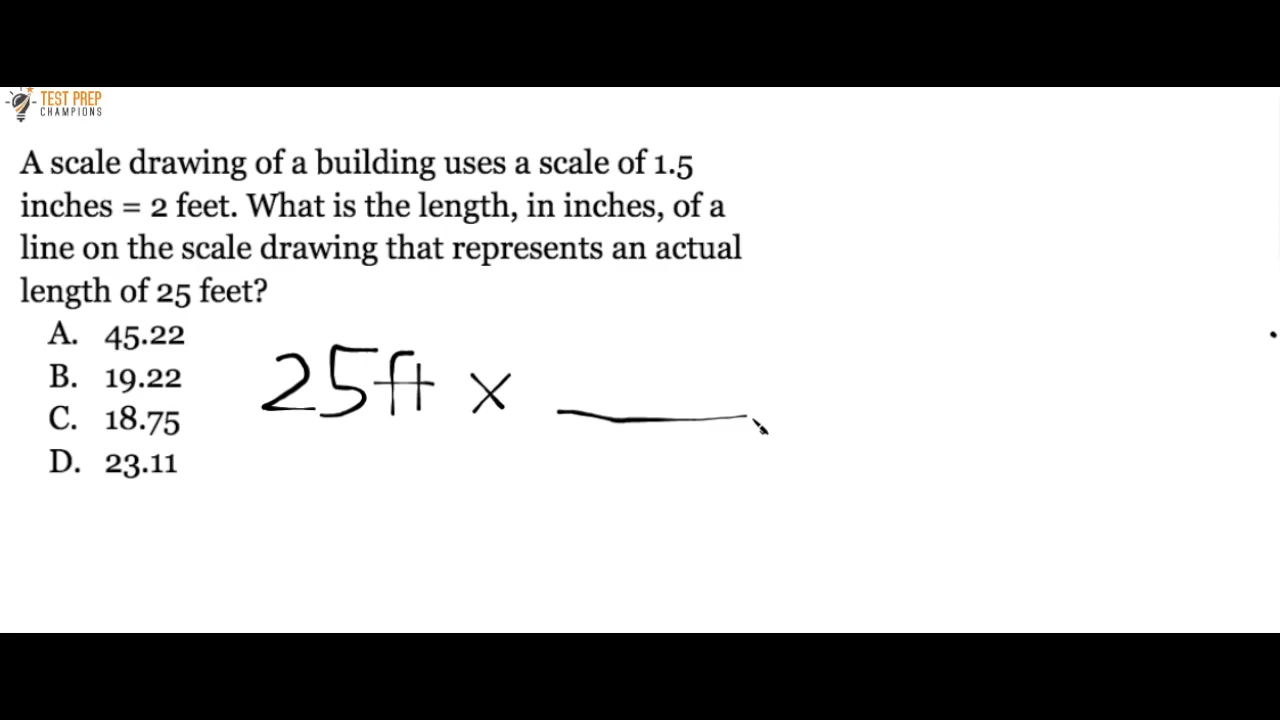 TEST PREP
CHAMPIONS
A scale drawing of a building uses a scale of 1.5
inches = 2 feet. What is the length, in inches, of a
line on the scale drawing that represents an actual
length of 25 feet?
A. 45.22
B. 19.22
C. 18.75
D. 23.11
25ft ×